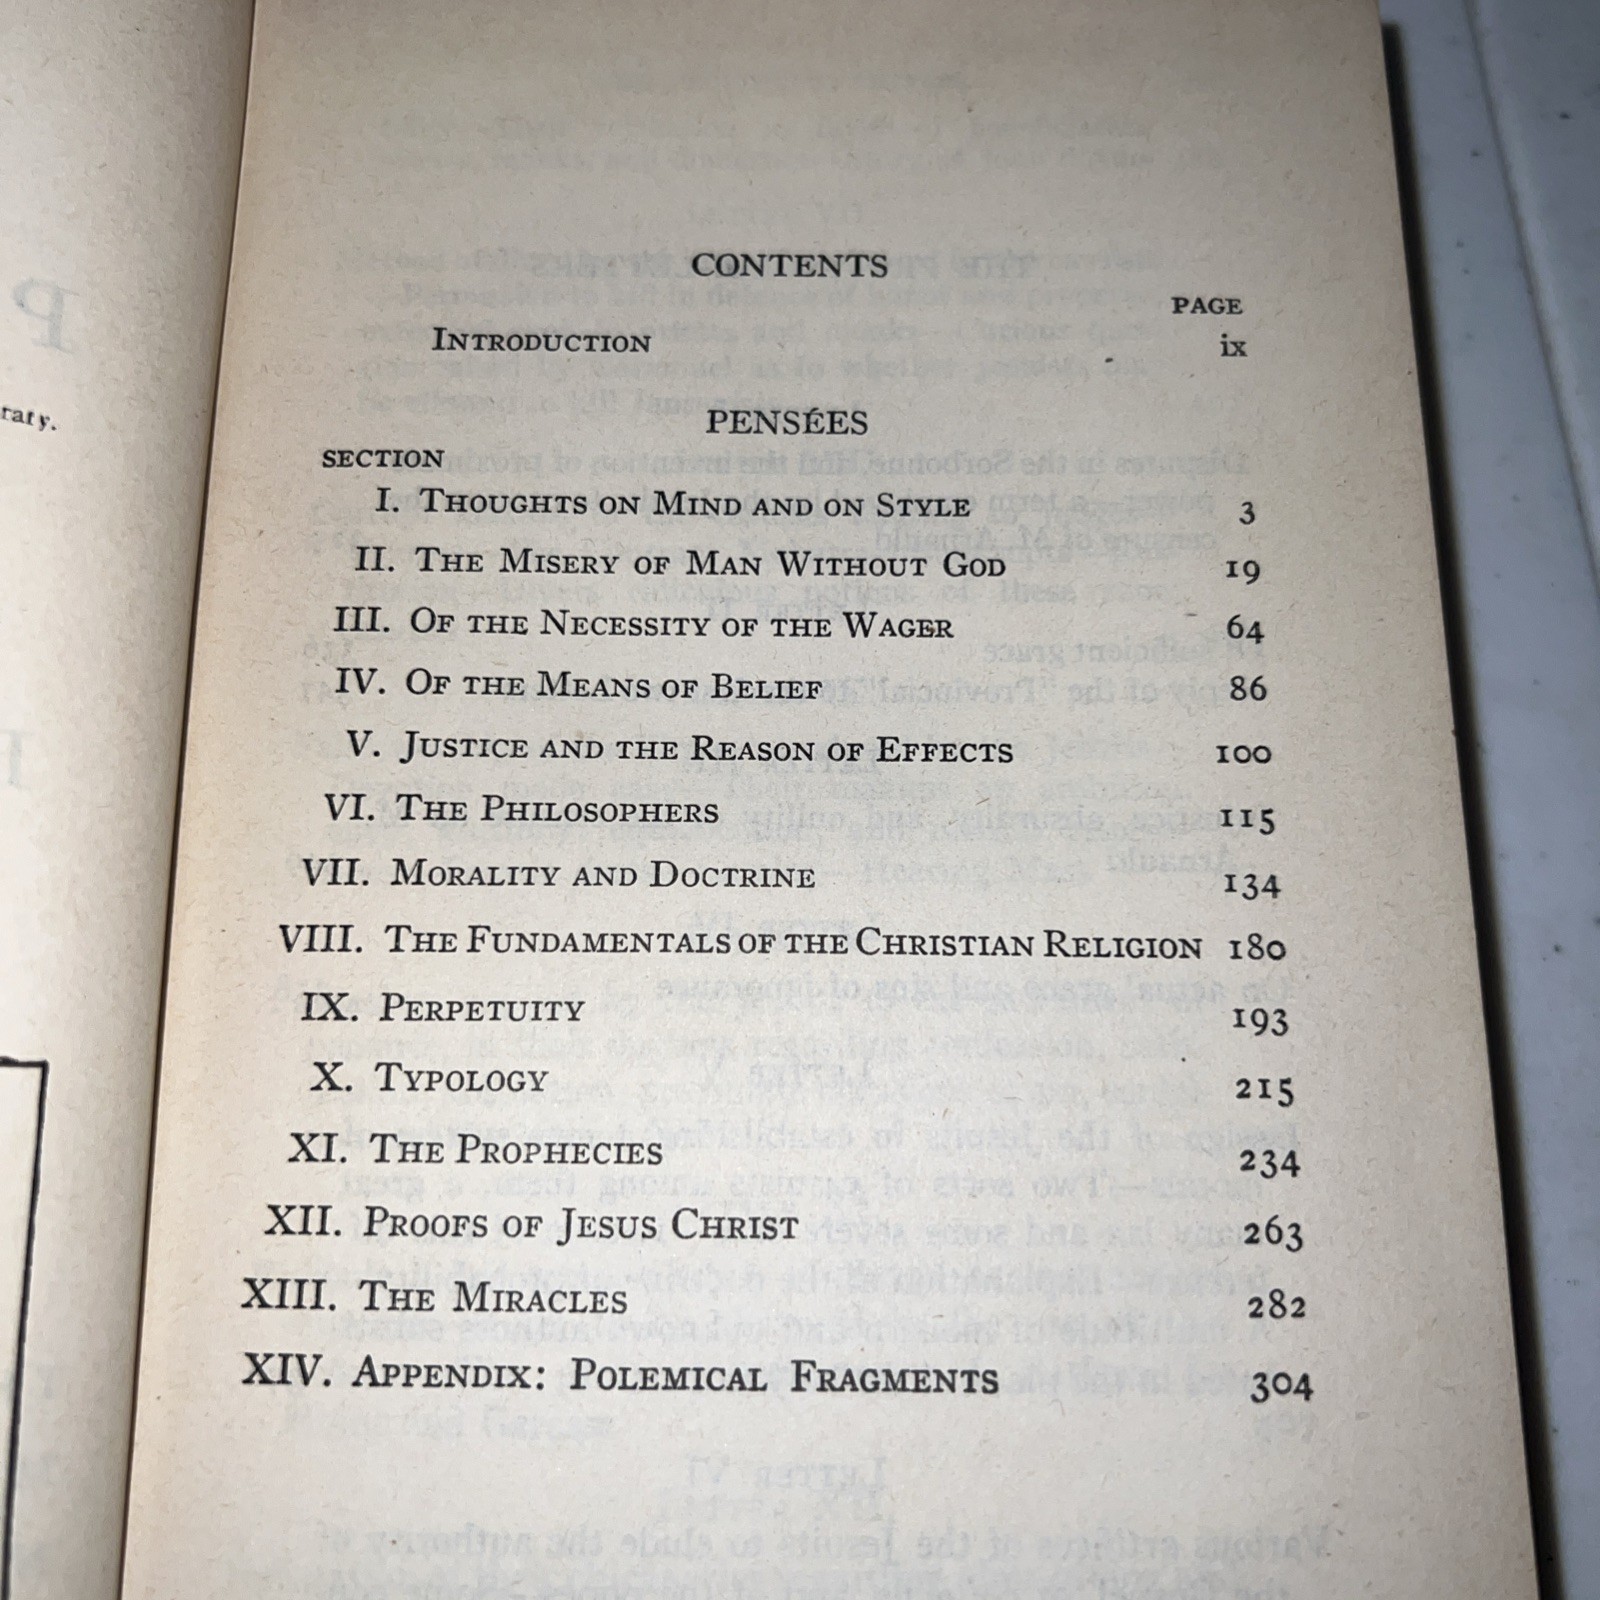 CONTENTS
PAGE
INTRODUCTION ix
PENSÉES
SECTION
I. THOUGHTS ON MIND AND ON STYLE 3
II. THE MISERY OF MAN WITHOUT GOD 19
III. OF THE NECESSITY OF THE WAGER 64
IV. OF THE MEANS OF BELIEF 86
V. JUSTICE AND THE REASON OF EFFECTS 100
VI. THE PHILOSOPHERS 115
VII. MORALITY AND DOCTRINE 134
VIII. THE FUNDAMENTALS OF THE CHRISTIAN RELIGION 180
IX. PERPETUITY 193
X. TYPOLOGY 215
XI. THE PROPHECIES 234
XII. PROOFS OF JESUS CHRIST 263
XIII. THE MIRACLES 282
XIV. APPENDIX: POLEMICAL FRAGMENTS 304